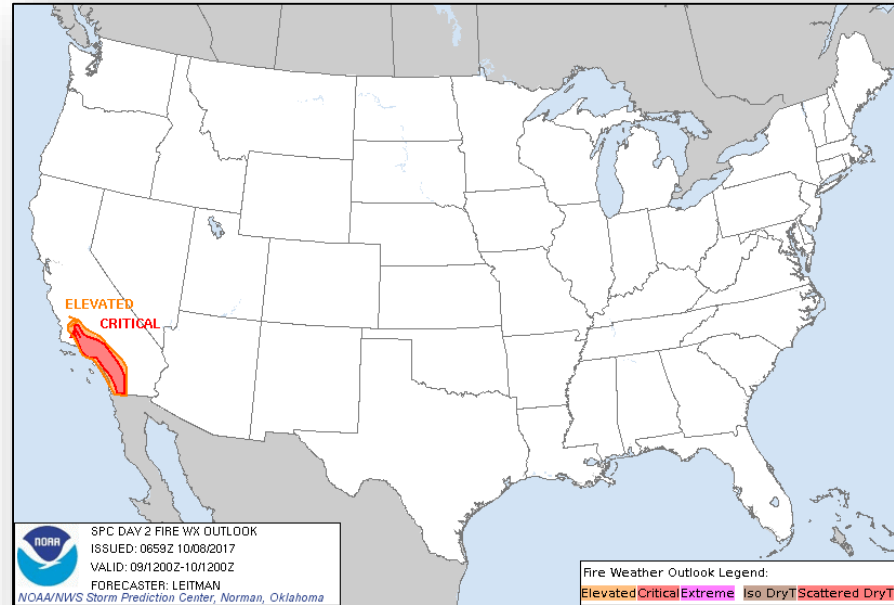 ELEVATED
CRITICAL
NOAA
SPC DAY 2 FIRE WX OUTLOOK
ISSUED: 0659Z 10/08/2017
VALID: 09/1200Z-10/1200Z
FORECASTER: LEITMAN
NOAA/NWS Storm Prediction Center, Norman, Oklahoma
Fire Weather Outlook Legend:
Elevated Critical Extreme Iso DryT Scattered DryT